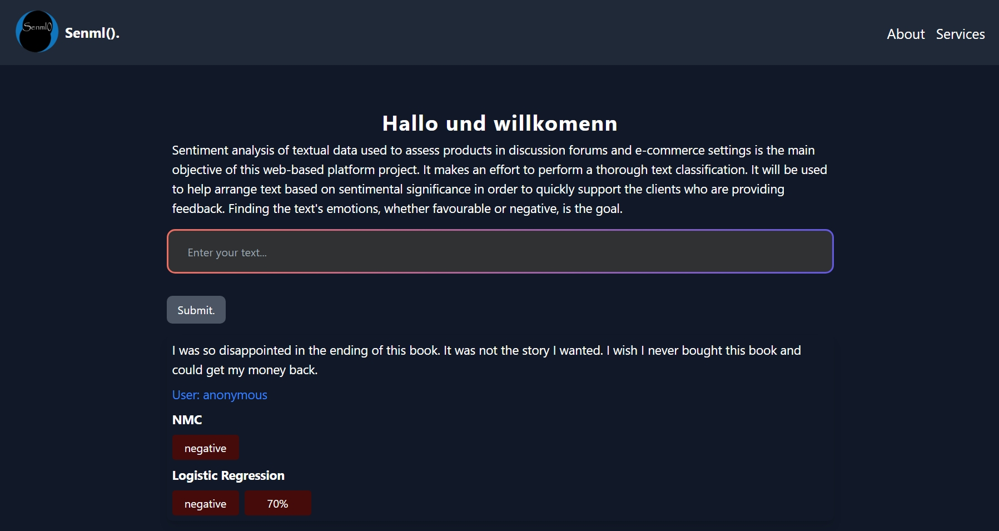 Senml()
Senml().
About Services
Hallo und willkomenn
Sentiment analysis of textual data used to assess products in discussion forums and e-commerce settings is the main
objective of this web-based platform project. It makes an effort to perform a thorough text classification. It will be used
to help arrange text based on sentimental significance in order to quickly support the clients who are providing
feedback. Finding the text's emotions, whether favourable or negative, is the goal.
Enter your text...
Submit.
I was so disappointed in the ending of this book. It was not the story I wanted. I wish I never bought this book and
could get my money back.
User: anonymous
NMC
negative
Logistic Regression
negative 70%